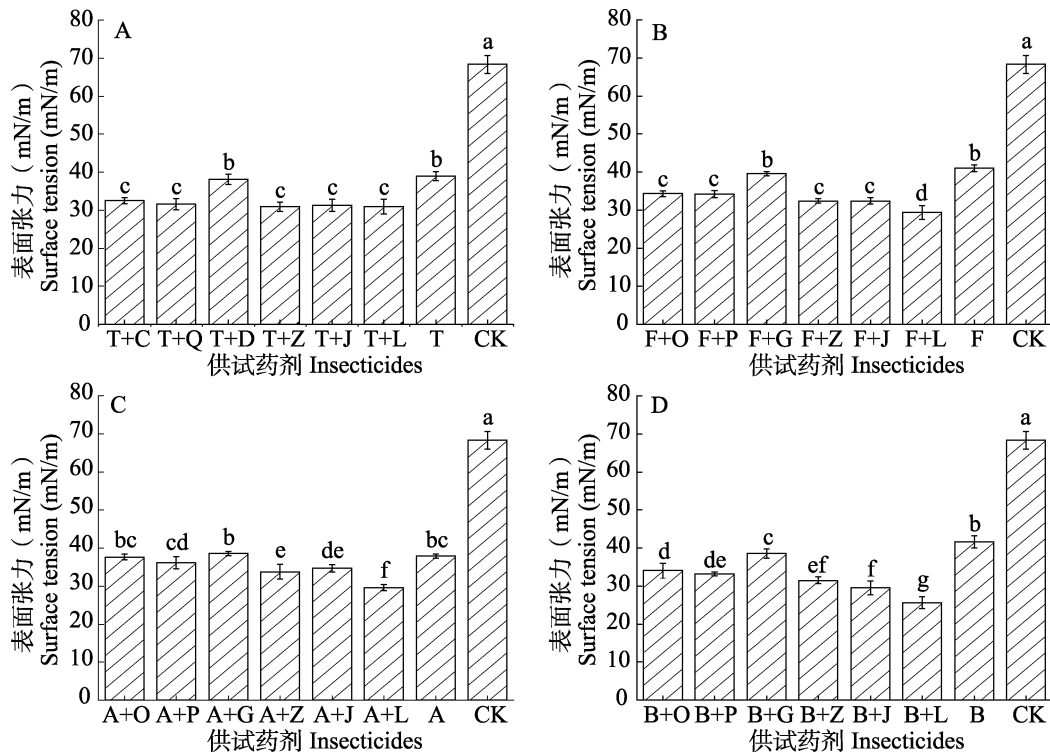 A
表面张力（mN/m）
Surface tension (mN/m)
80
70
60
50
40
30
20
10
0
c c b c c c b a
T+C T+Q T+D T+Z T+J T+L T CK
供试药剂 Insecticides
B
表面张力（mN/m）
Surface tension (mN/m)
80
70
60
50
40
30
20
10
0
c c b c c d b a
F+O F+P F+G F+Z F+J F+L F CK
供试药剂 Insecticides
C
表面张力（mN/m）
Surface tension (mN/m)
80
70
60
50
40
30
20
10
0
bc cd b e de f bc a
A+O A+P A+G A+Z A+J A+L A CK
供试药剂 Insecticides
D
表面张力（mN/m）
Surface tension (mN/m)
80
70
60
50
40
30
20
10
0
d de c ef f g b a
B+O B+P B+G B+Z B+J B+L B CK
供试药剂 Insecticides